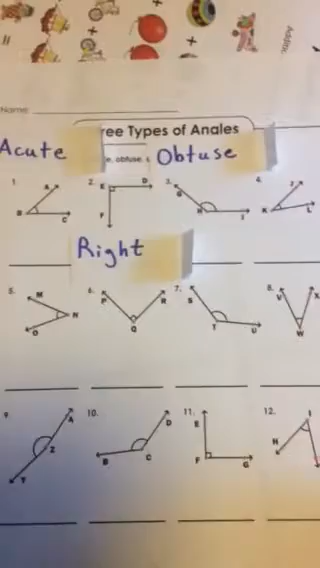 Additi
Name:
ree Types of Angles
Acute
e, obtuse,
Obtuse
1. 2. 3. 4.
A B C
E D F
G H I
J K L
Right
5. 6. 7. 8.
M N O
P R Q
S T U
V X W
9. 10. 11. 12.
A Z T
D B C
E F G
I H